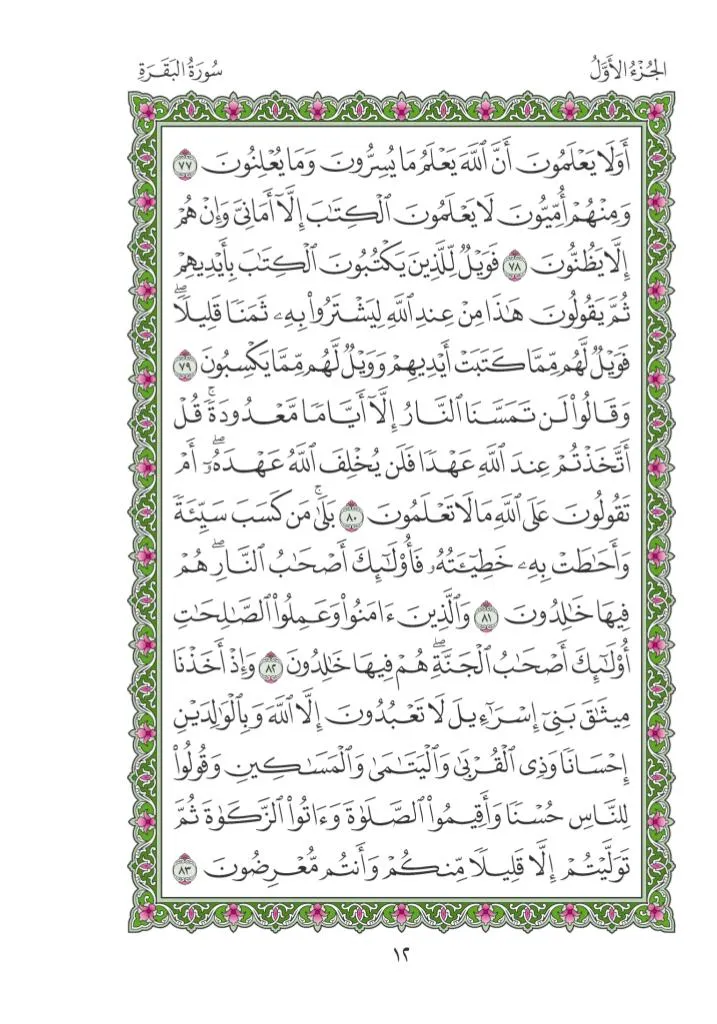 الجُزْءُ الأَوَّلُ
سُورَةُ البَقَرَةِ
أَوَلَا يَعْلَمُونَ أَنَّ ٱللَّهَ يَعْلَمُ مَا يُسِرُّونَ وَمَا يُعْلِنُونَ ٧٧
وَمِنْهُمْ أُمِّيُّونَ لَا يَعْلَمُونَ ٱلْكِتَٰبَ إِلَّآ أَمَانِىَّ وَإِنْ هُمْ
إِلَّا يَظُنُّونَ ٧٨ فَوَيْلٌ لِّلَّذِينَ يَكْتُبُونَ ٱلْكِتَٰبَ بِأَيْدِيهِمْ
ثُمَّ يَقُولُونَ هَٰذَا مِنْ عِندِ ٱللَّهِ لِيَشْتَرُوا۟ بِهِۦ ثَمَنًا قَلِيلًا ۖ
فَوَيْلٌ لَّهُم مِّمَّا كَتَبَتْ أَيْدِيهِمْ وَوَيْلٌ لَّهُم مِّمَّا يَكْسِبُونَ ٧٩
وَقَالُوا۟ لَن تَمَسَّنَا ٱلنَّارُ إِلَّآ أَيَّامًا مَّعْدُودَةً ۚ قُلْ
أَتَّخَذْتُمْ عِندَ ٱللَّهِ عَهْدًا فَلَن يُخْلِفَ ٱللَّهُ عَهْدَهُۥٓ ۖ أَمْ
تَقُولُونَ عَلَى ٱللَّهِ مَا لَا تَعْلَمُونَ ٨٠ بَلَىٰ ۚ مَن كَسَبَ سَيِّئَةً
وَأَحَٰطَتْ بِهِۦ خَطِيٓـَٔتُهُۥ فَأُو۟لَٰٓئِكَ أَصْحَٰبُ ٱلنَّارِ ۖ هُمْ
فِيهَا خَٰلِدُونَ ٨١ وَٱلَّذِينَ ءَامَنُوا۟ وَعَمِلُوا۟ ٱلصَّٰلِحَٰتِ
أُو۟لَٰٓئِكَ أَصْحَٰبُ ٱلْجَنَّةِ ۖ هُمْ فِيهَا خَٰلِدُونَ ٨٢ وَإِذْ أَخَذْنَا
مِيثَٰقَ بَنِىٓ إِسْرَٰٓءِيلَ لَا تَعْبُدُونَ إِلَّا ٱللَّهَ وَبِٱلْوَٰلِدَيْنِ
إِحْسَانًا وَذِى ٱلْقُرْبَىٰ وَٱلْيَتَٰمَىٰ وَٱلْمَسَٰكِينِ وَقُولُوا۟
لِلنَّاسِ حُسْنًا وَأَقِيمُوا۟ ٱلصَّلَوٰةَ وَءَاتُوا۟ ٱلزَّكَوٰةَ ثُمَّ
تَوَلَّيْتُمْ إِلَّا قَلِيلًا مِّنكُمْ وَأَنتُم مُّعْرِضُونَ ٨٣
١٢